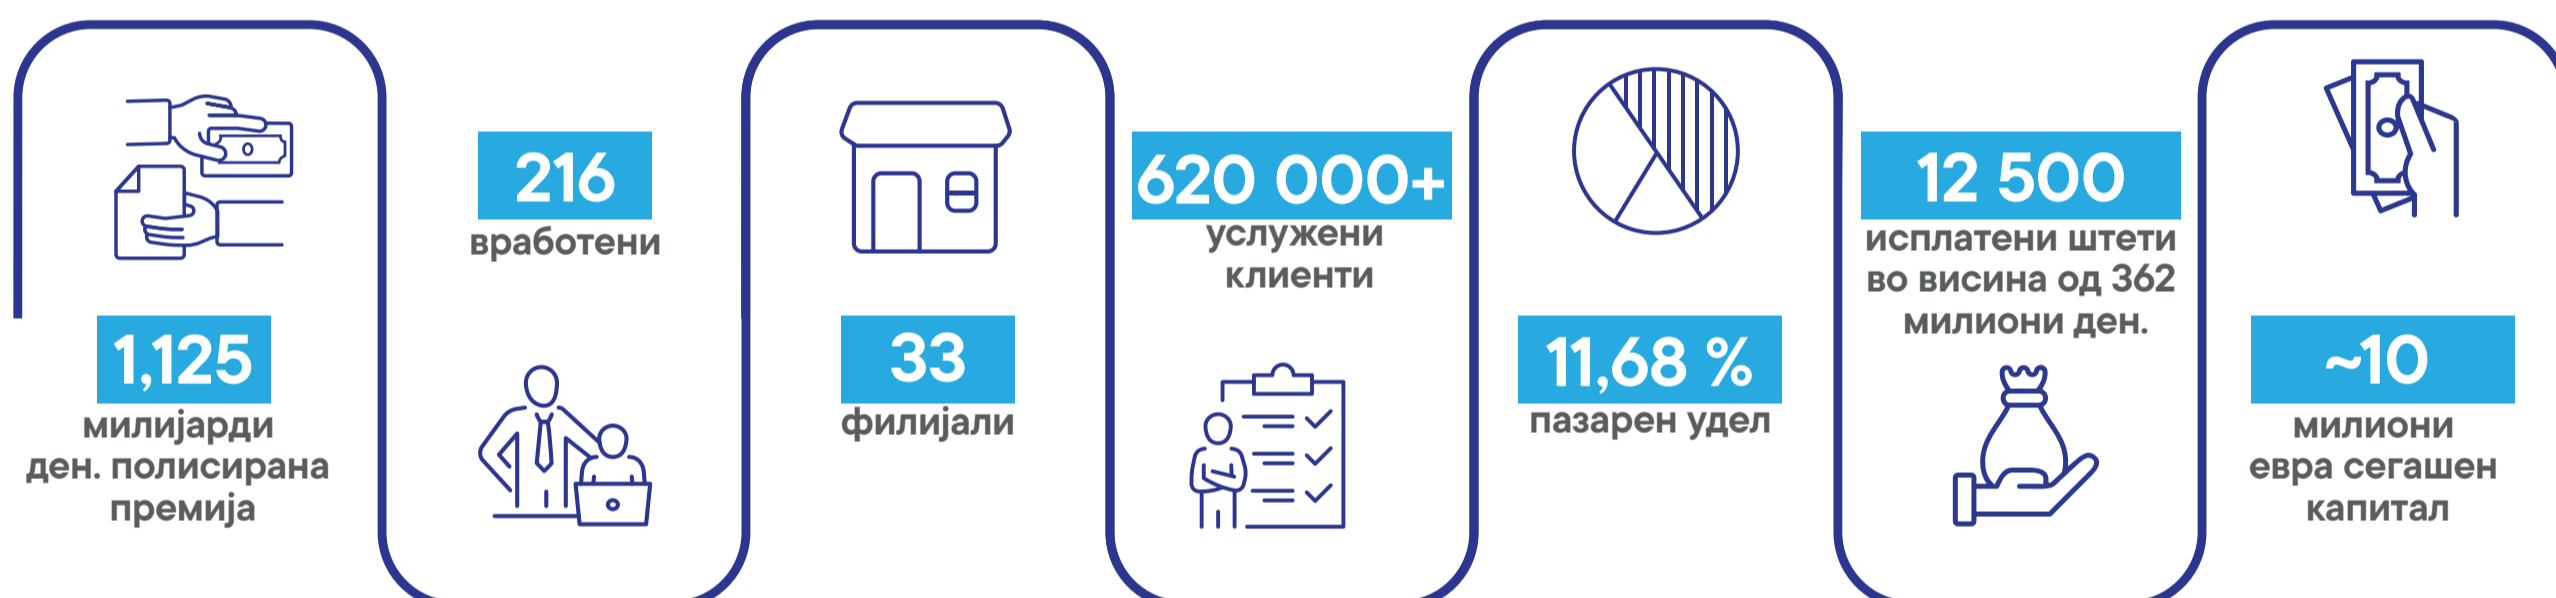 1,125
милијарди
ден. полисирана
премија
216
вработени
33
филијали
620 000+
услужени
клиенти
11,68 %
пазарен удел
12 500
исплатени штети
во висина од 362
милиони ден.
~10
милиони
евра сегашен
капитал